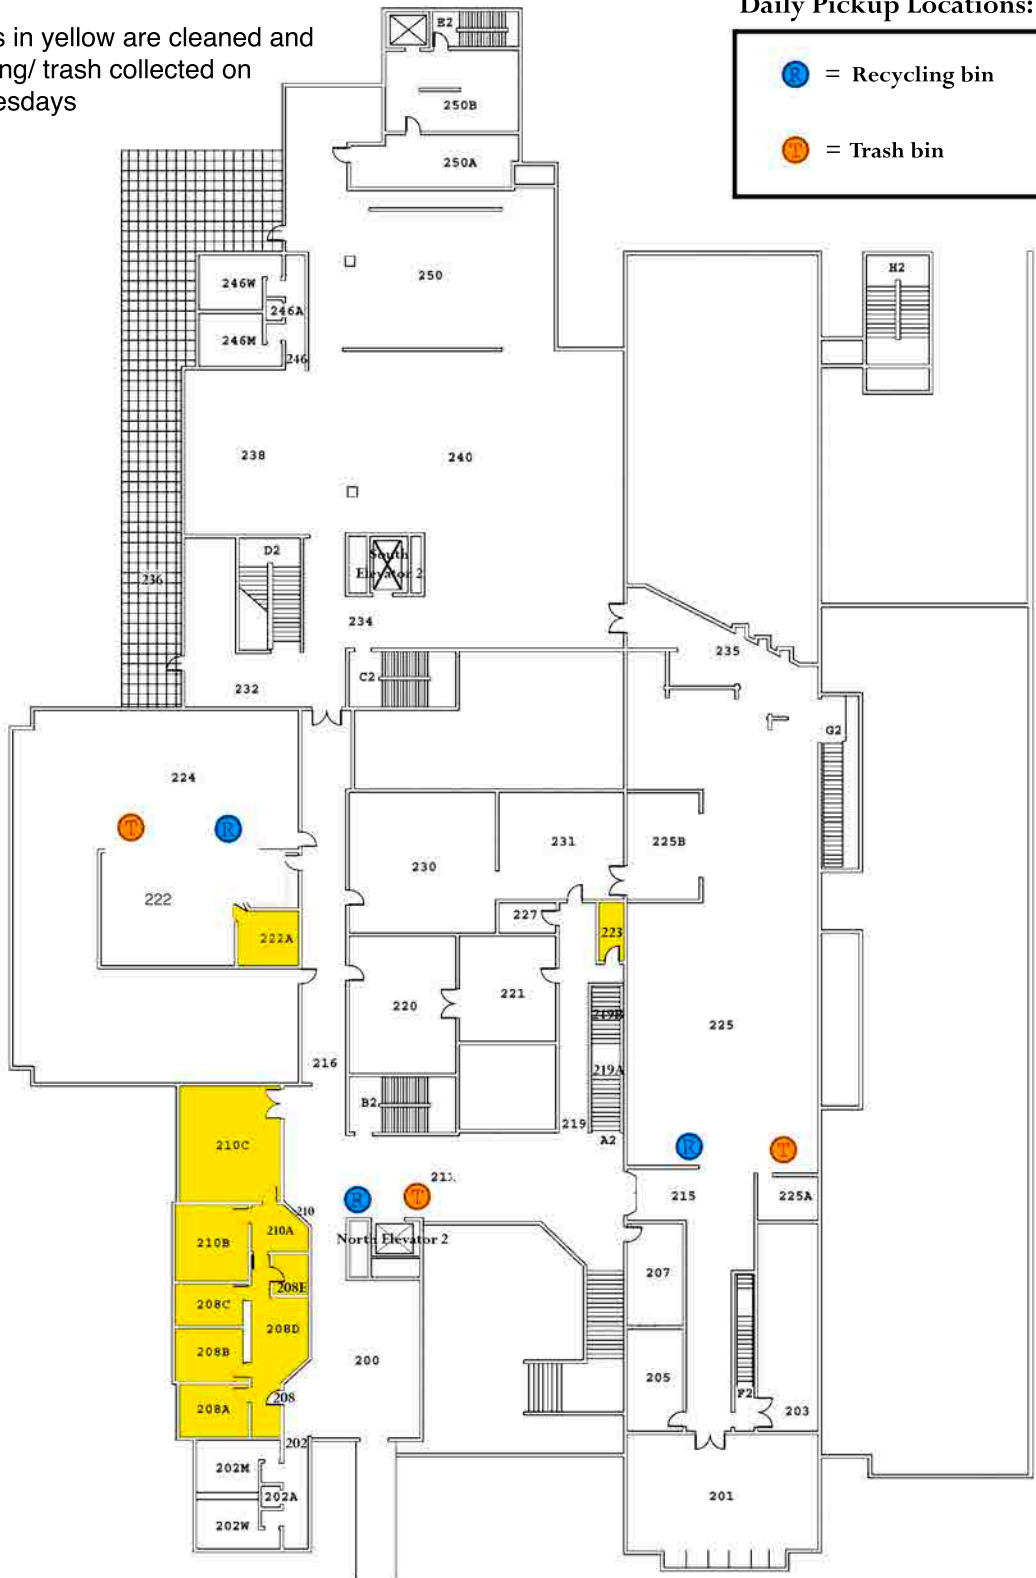 Daily Pickup Locations:
s in yellow are cleaned and
ng/ trash collected on
esdays
R = Recycling bin
T = Trash bin
E2
250B
250A
H2
250
246W
246A
246M
246
238
240
D2
South
Elevator 2
236
234
235
C2
232
G2
224
T
R
231
225B
230
222
227
223
222A
221
220
219B
225
216
219A
B2
219
A2
210C
R
T
215
225A
210
R
T
210A
210B
North Elevator 2
207
208E
208C
208D
208B
200
205
F2
208
208A
203
202
202M
202A
201
202W